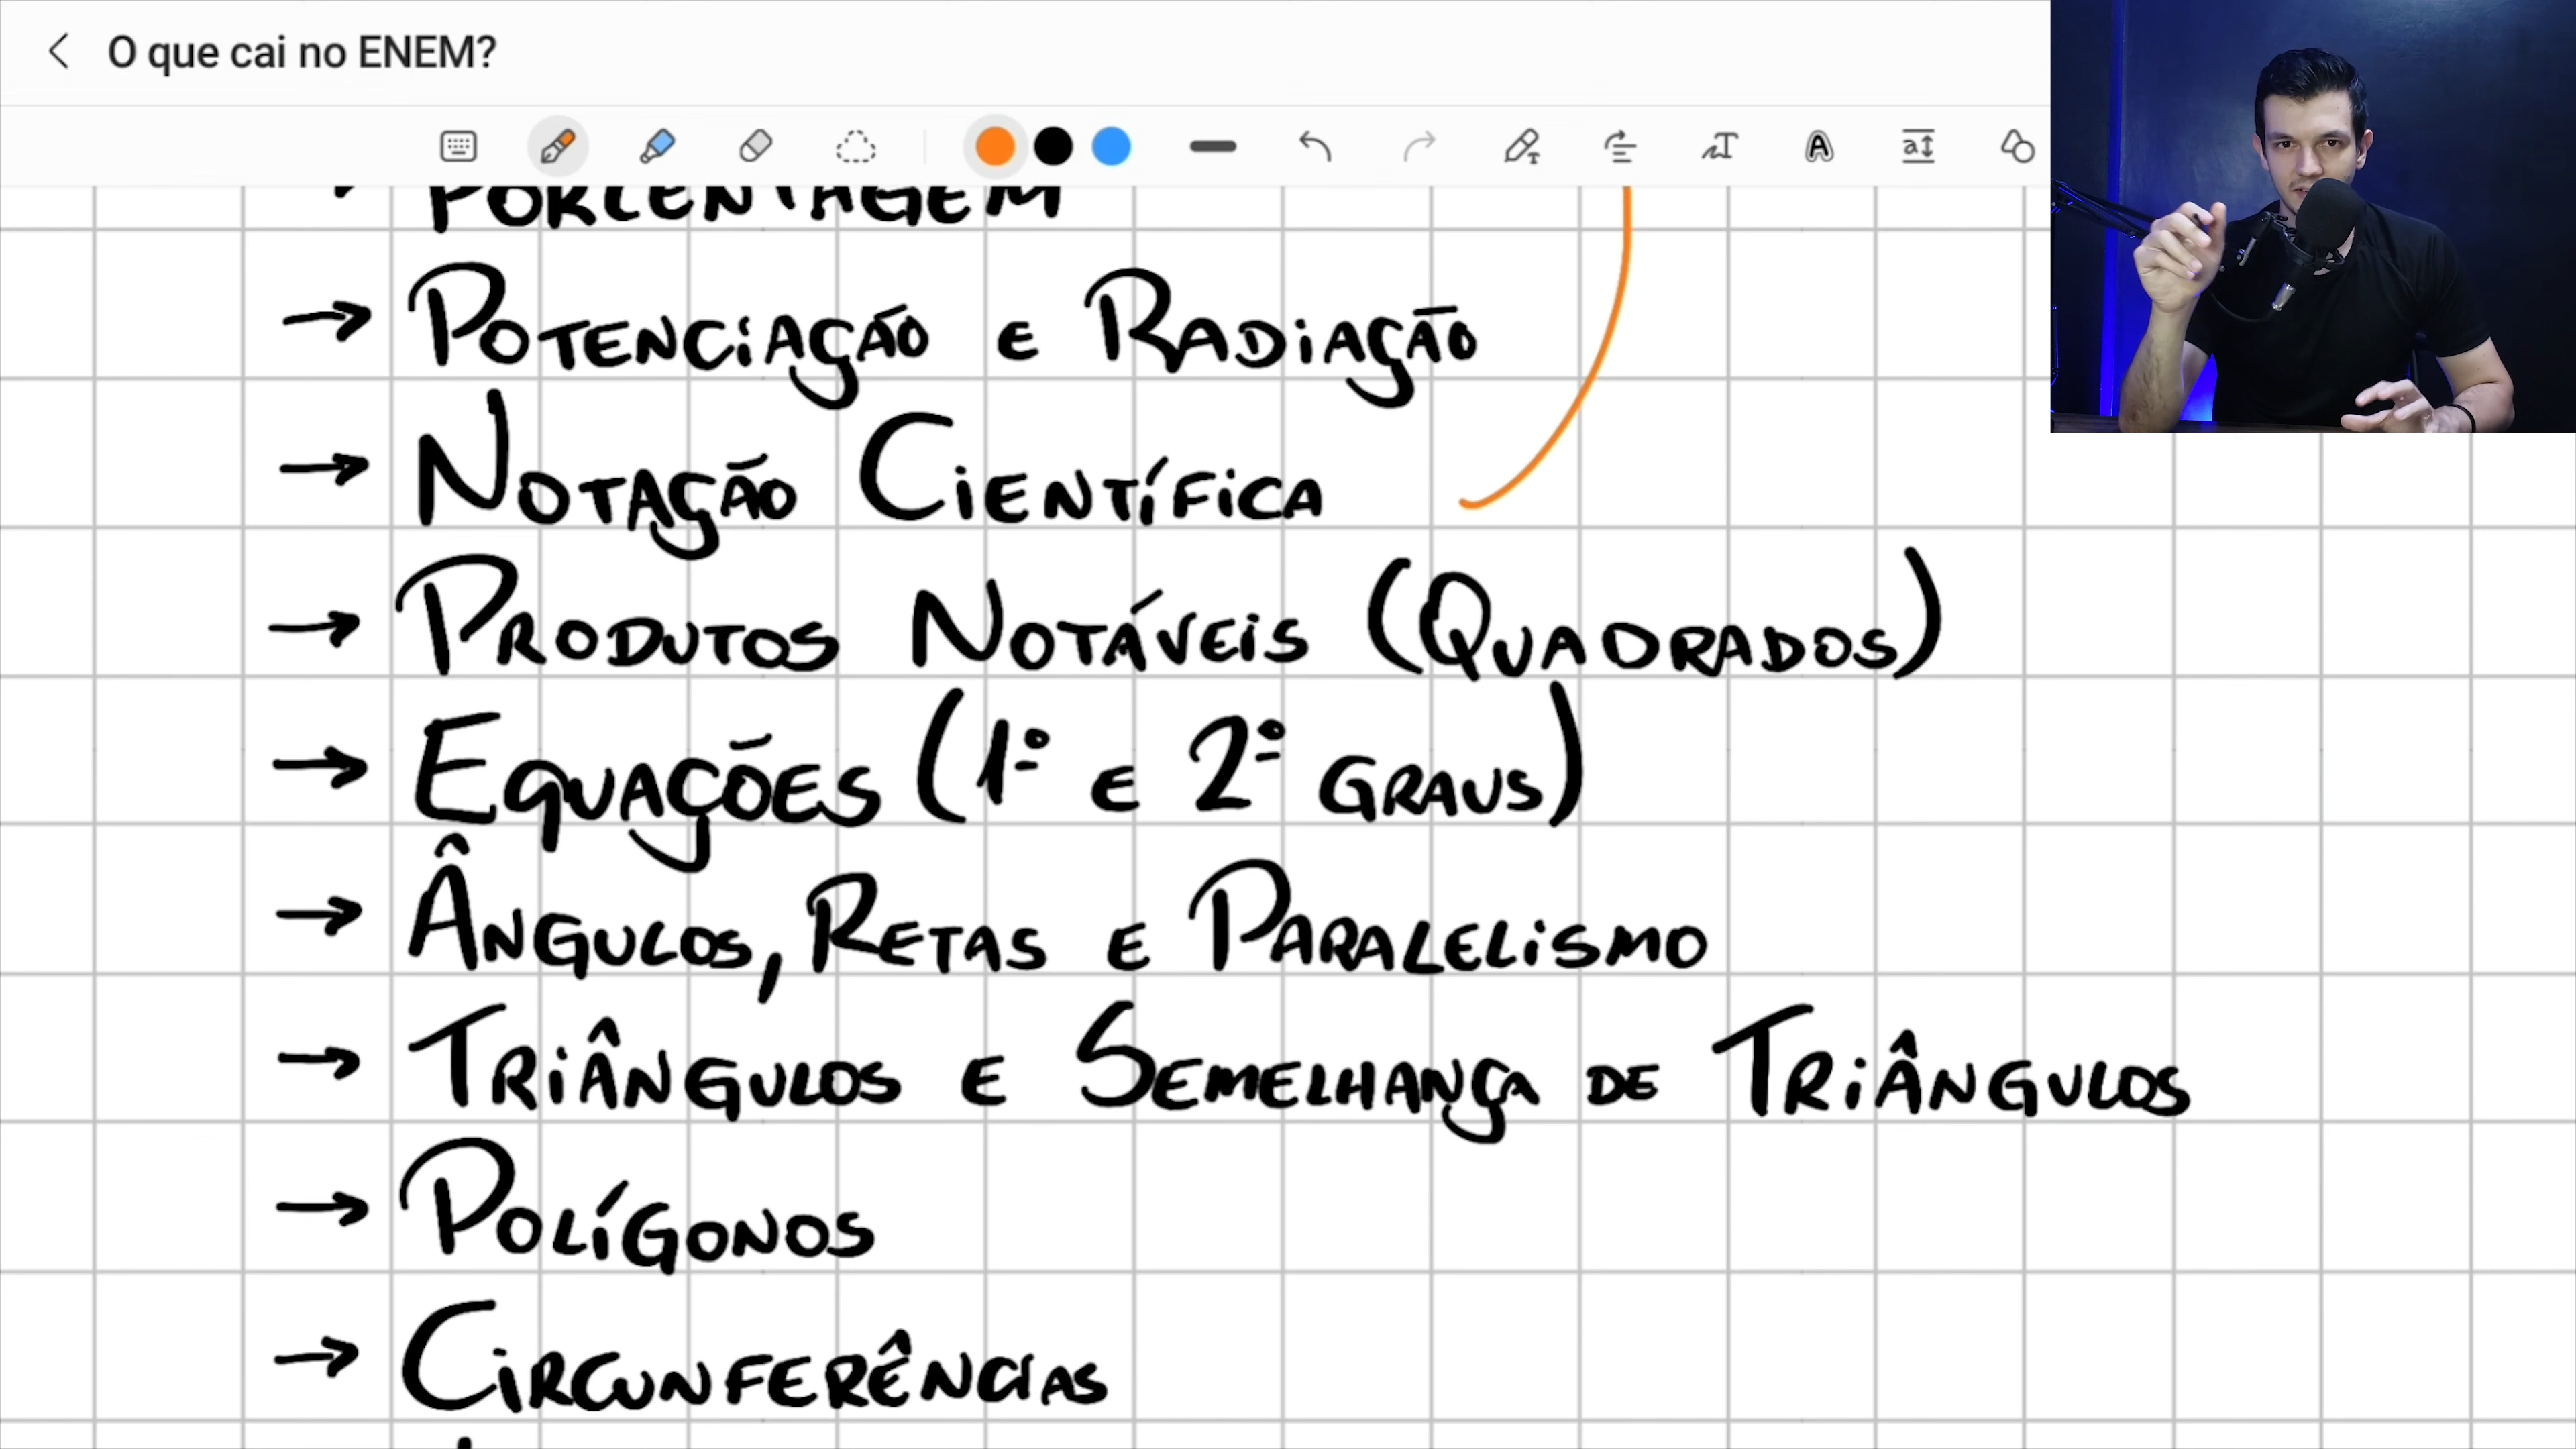 O que cai no ENEM?
PORCENTAGEM
→ POTENCIAÇÃO E RADIAÇÃO
→ NOTAÇÃO CIENTÍFICA
→ PRODUTOS NOTÁVEIS (QUADRADOS)
→ EQUAÇÕES (1º E 2º GRAUS)
→ ÂNGULOS, RETAS E PARALELISMO
→ TRIÂNGULOS E SEMELHANÇA DE TRIÂNGULOS
→ POLÍGONOS
→ CIRCUNFERÊNCIAS